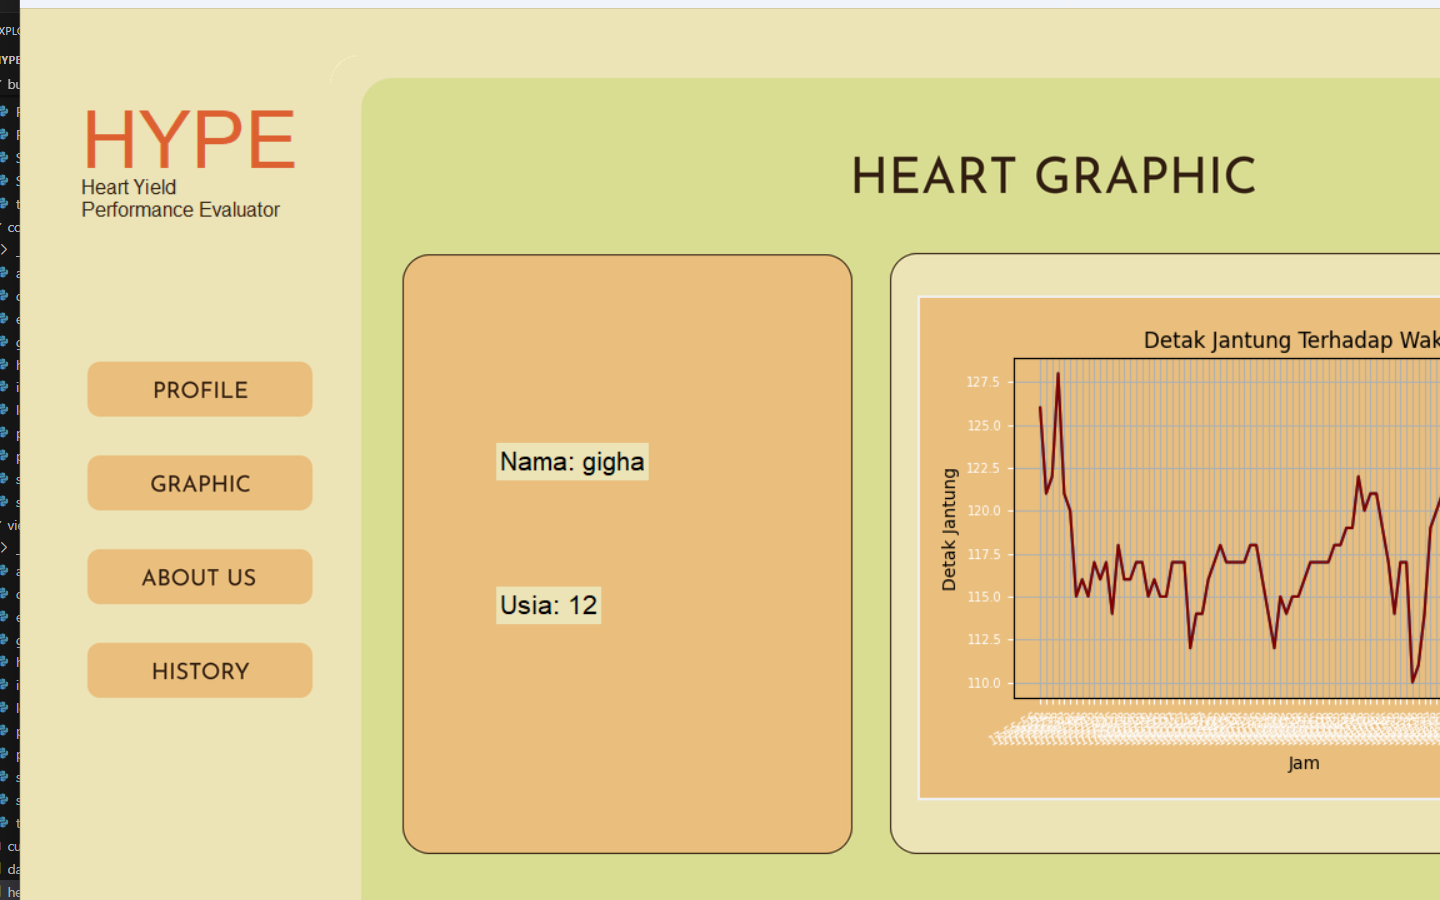 HYPE
Heart Yield
Performance Evaluator
PROFILE
GRAPHIC
ABOUT US
HISTORY
HEART GRAPHIC
Nama: gigha
Usia: 12
Detak Jantung Terhadap Wak
127.5
125.0
122.5
120.0
117.5
115.0
112.5
110.0
Detak Jantung
Jam